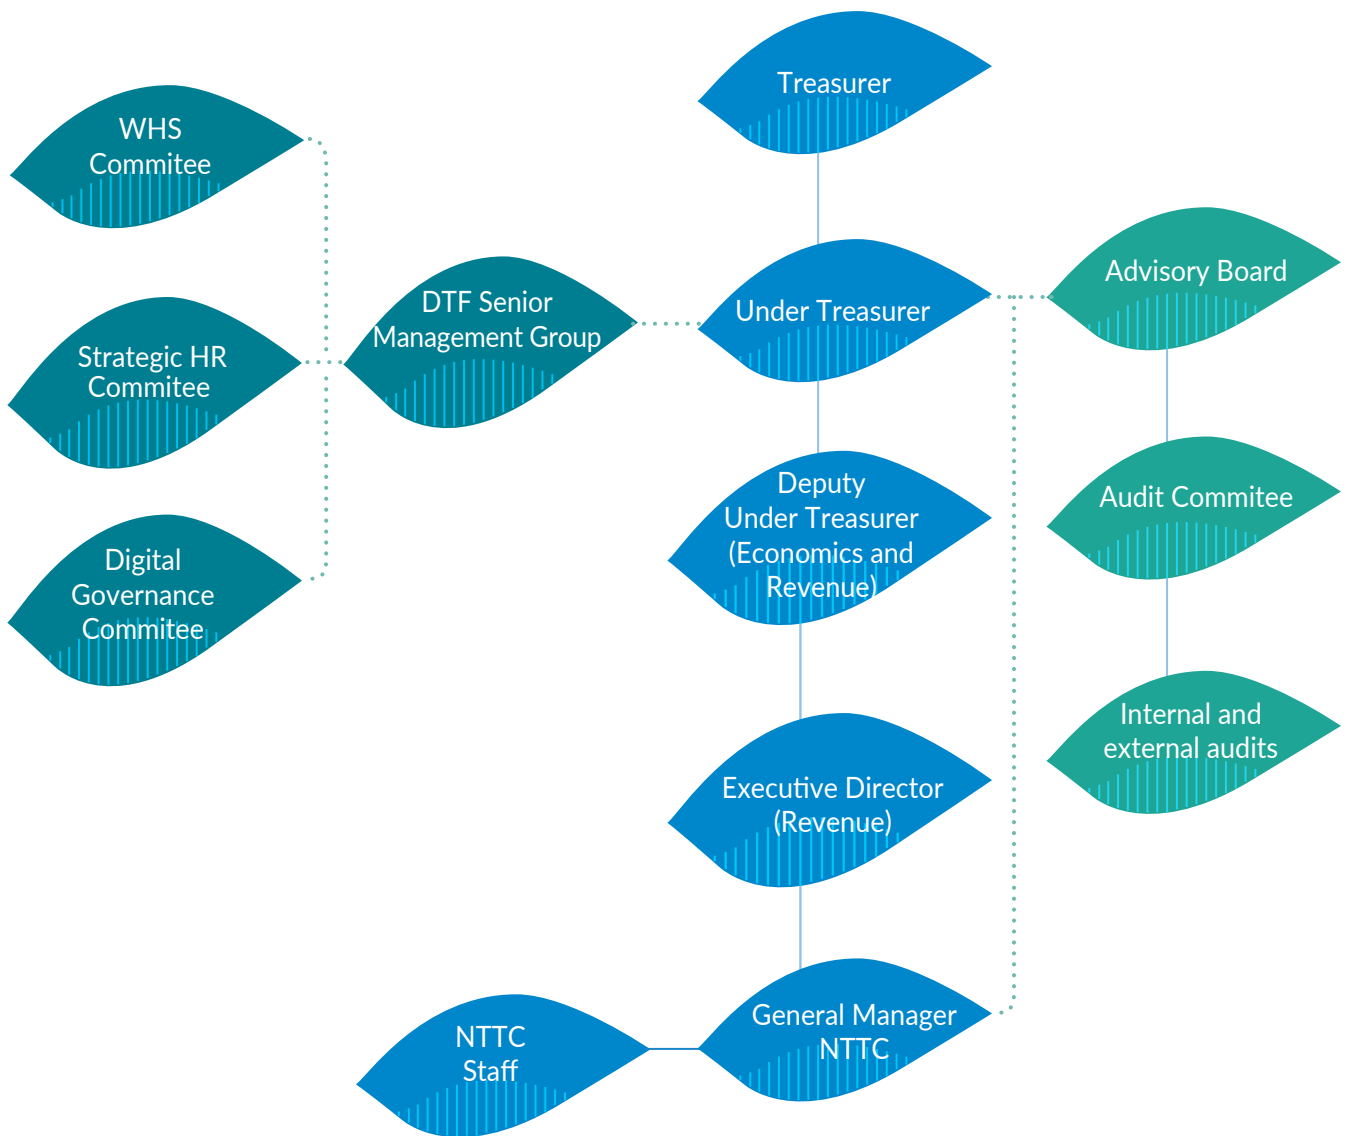 Treasurer
WHS
Commitee
Advisory Board
Under Treasurer
DTF Senior
Management Group
Strategic HR
Commitee
Deputy
Under Treasurer
(Economics and
Revenue)
Audit Commitee
Digital
Governance
Commitee
Internal and
external audits
Executive Director
(Revenue)
General Manager
NTTC
NTTC
Staff